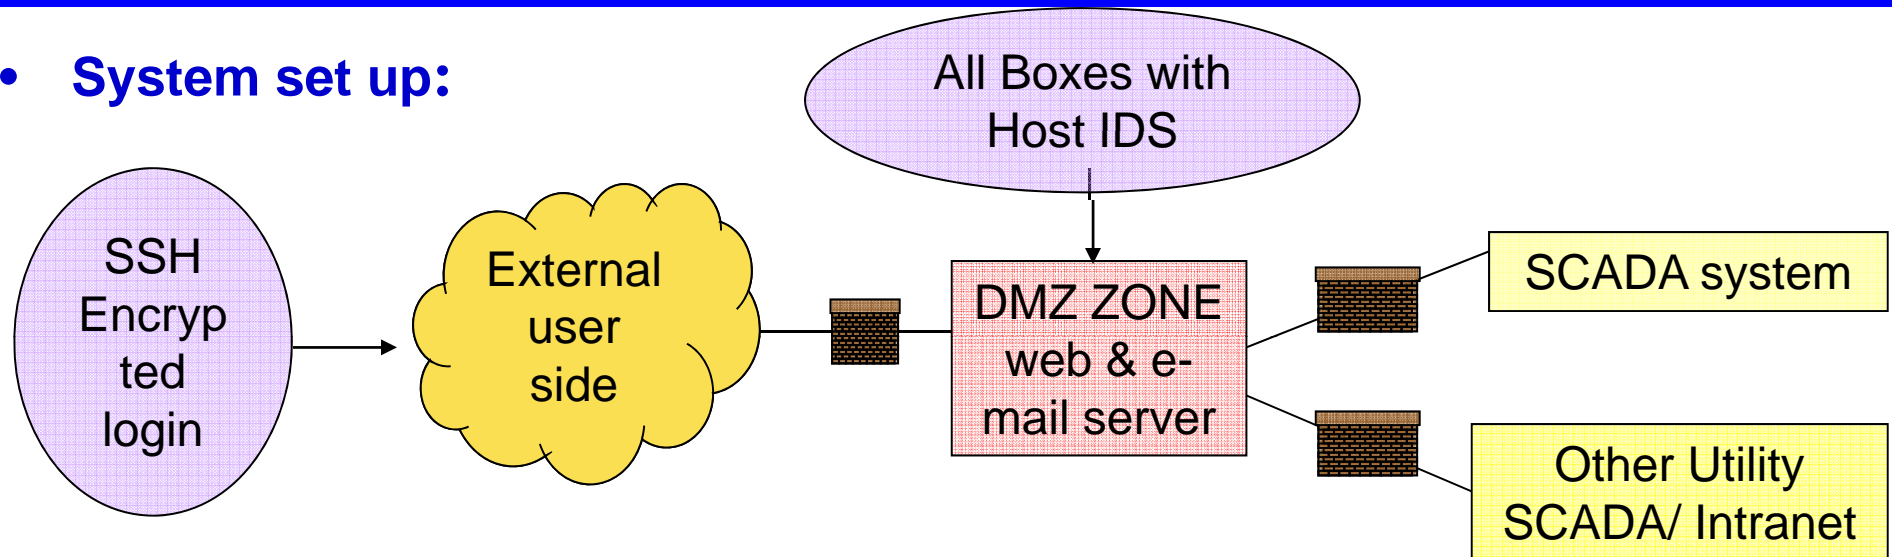 • System set up:
All Boxes with
Host IDS
SSH
Encryp
ted
login
External
user
side
DMZ ZONE
web & e-
mail server
SCADA system
Other Utility
SCADA/ Intranet